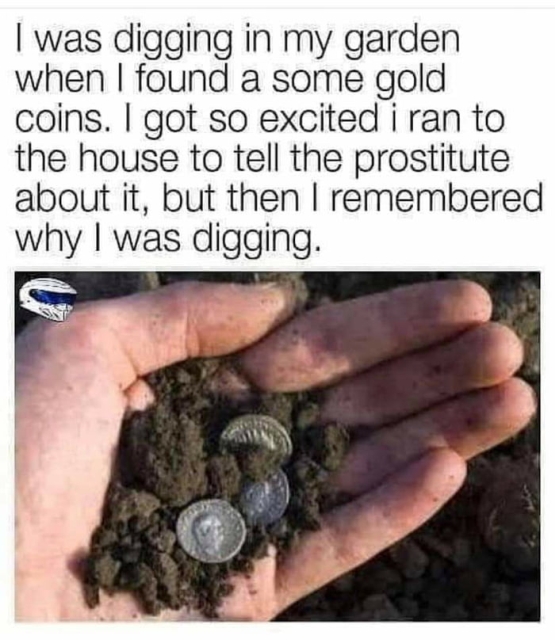 I was digging in my garden
when I found a some gold
coins. I got so excited i ran to
the house to tell the prostitute
about it, but then I remembered
why I was digging.